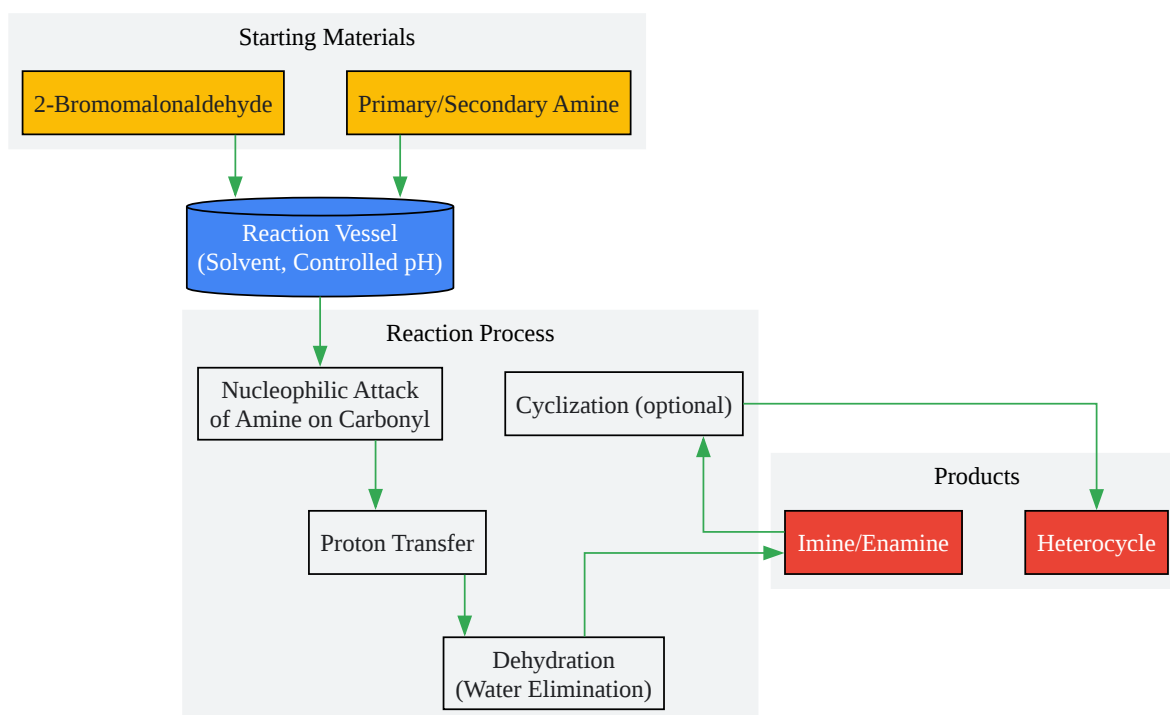 Starting Materials
2-Bromomalonaldehyde
Primary/Secondary Amine
Reaction Vessel
(Solvent, Controlled pH)
Reaction Process
Nucleophilic Attack
of Amine on Carbonyl
Cyclization (optional)
Products
Proton Transfer
Imine/Enamine
Heterocycle
Dehydration
(Water Elimination)